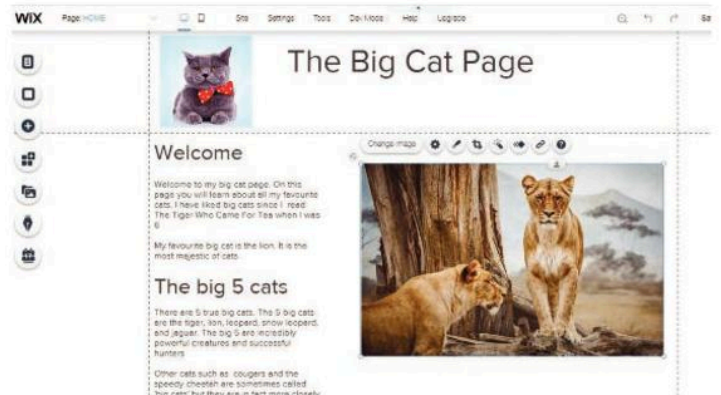 WiX Page: HOME Site Settings Tools Dev Mode Help Upgrade
The Big Cat Page
Change Image
Welcome
Welcome to my big cat page. On this
page you will learn about all my favourite
cats. I have liked big cats since I read
The Tiger Who Came For Tea when I was
6
My favourite big cat is the lion. It is the
most majestic of cats
The big 5 cats
There are 5 true big cats. The 5 big cats
are the tiger, lion, leopard, snow leopard,
and jaguar. The big 5 are incredibly
powerful creatures and successful
hunters
Other cats such as cougers and the
speedy cheetah are sometimes called
'big cats' but they are in fact more closely